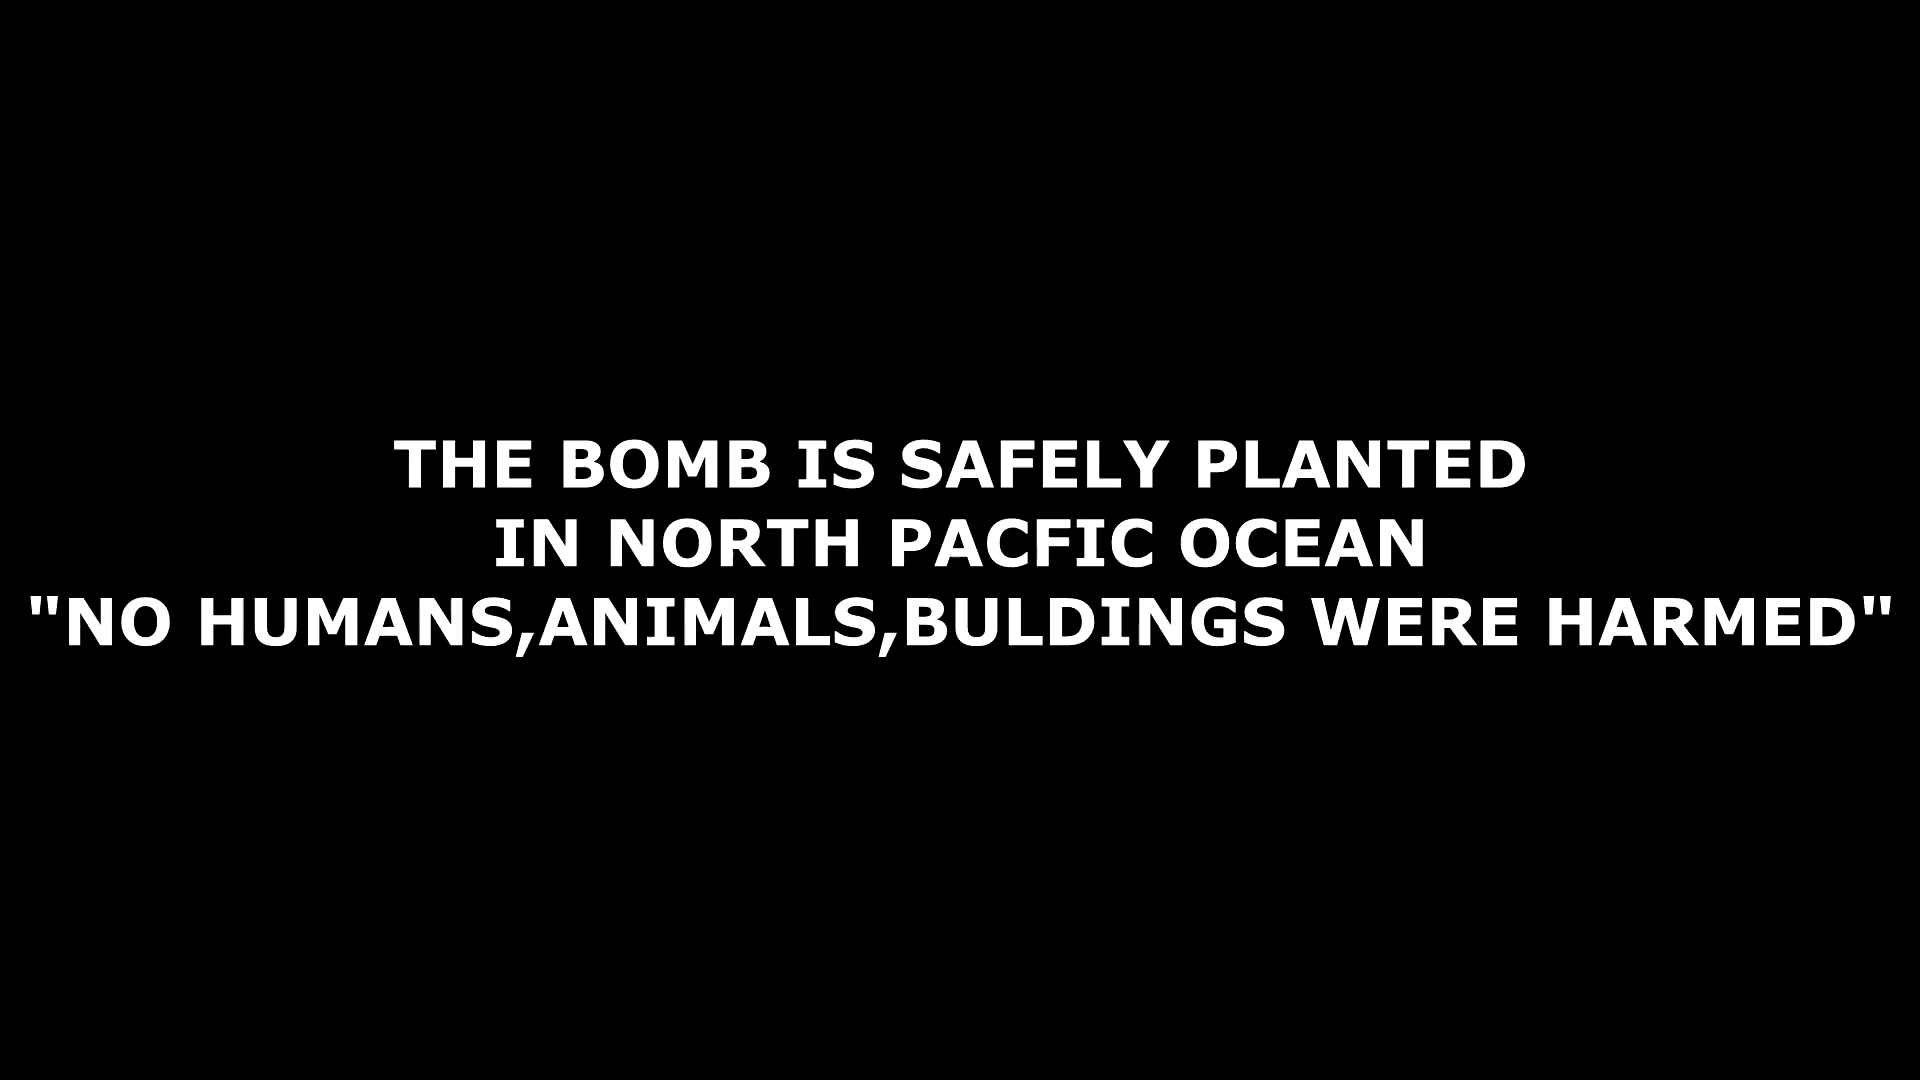 THE BOMB IS SAFELY PLANTED
IN NORTH PACFIC OCEAN
"NO HUMANS,ANIMALS,BULDINGS WERE HARMED"